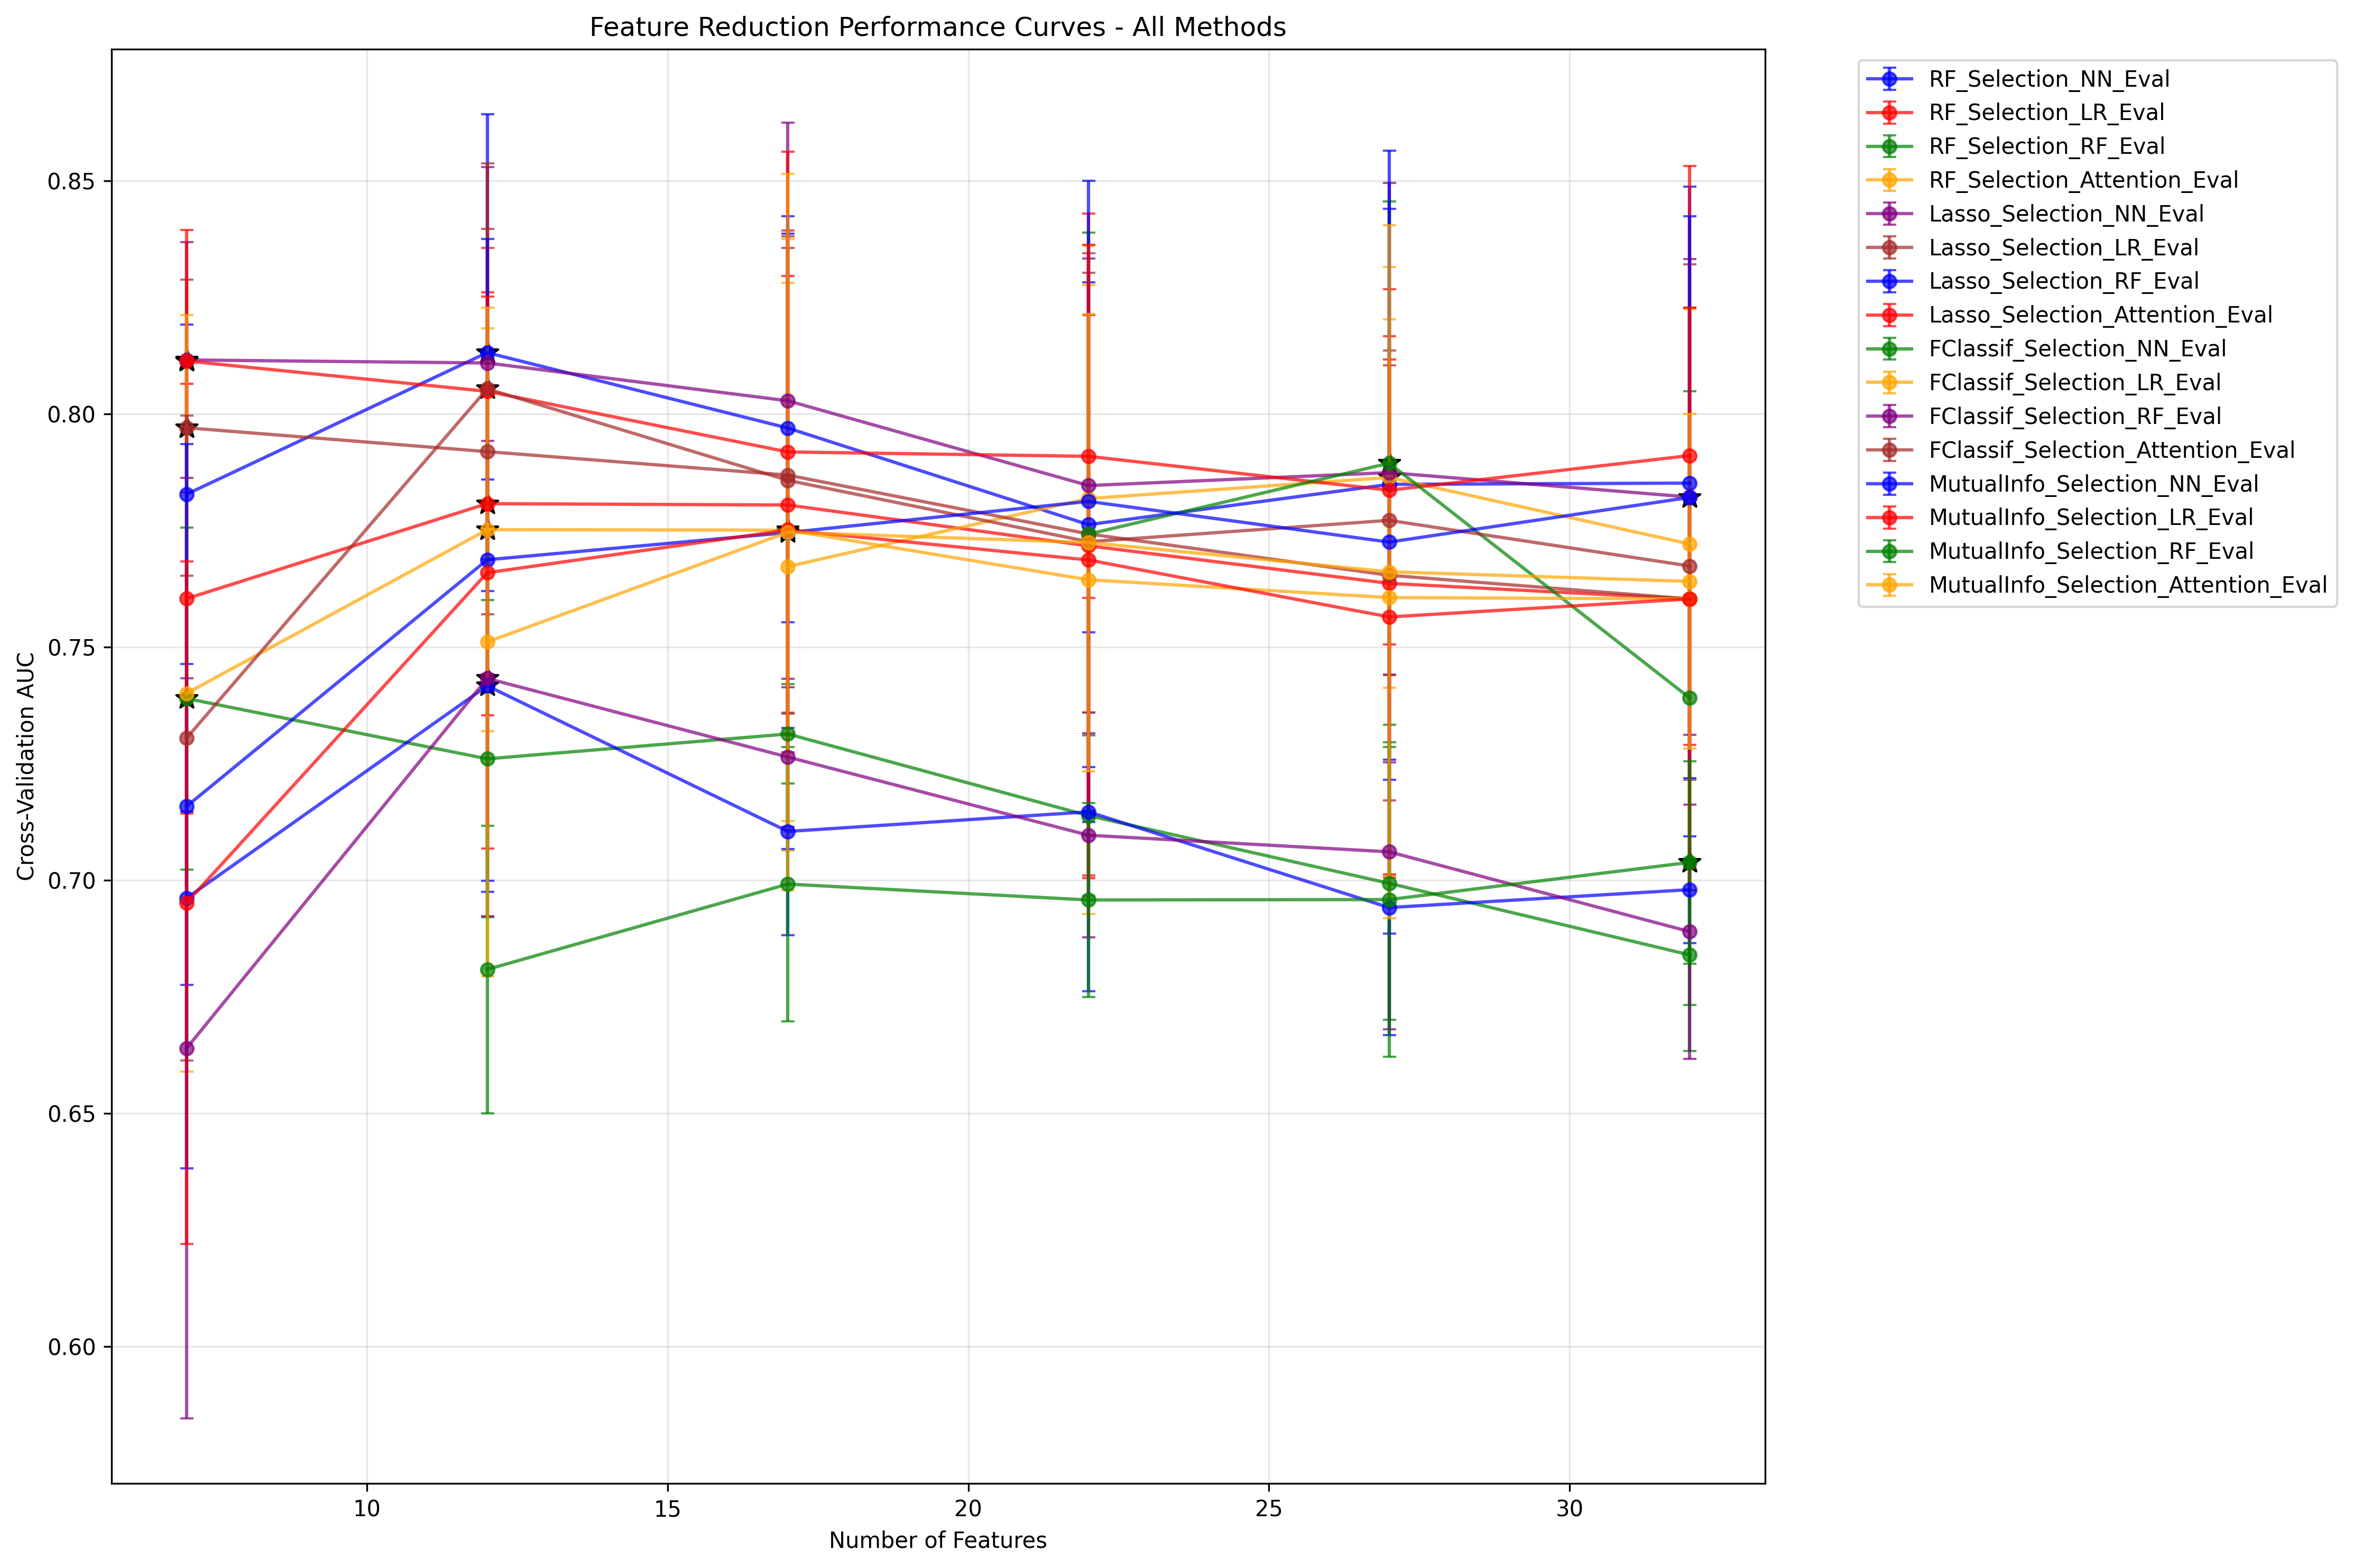 Feature Reduction Performance Curves - All Methods
Cross-Validation AUC
0.85
0.80
0.75
0.70
0.65
0.60
10
15
20
25
30
Number of Features
RF_Selection_NN_Eval
RF_Selection_LR_Eval
RF_Selection_RF_Eval
RF_Selection_Attention_Eval
Lasso_Selection_NN_Eval
Lasso_Selection_LR_Eval
Lasso_Selection_RF_Eval
Lasso_Selection_Attention_Eval
FClassif_Selection_NN_Eval
FClassif_Selection_LR_Eval
FClassif_Selection_RF_Eval
FClassif_Selection_Attention_Eval
MutualInfo_Selection_NN_Eval
MutualInfo_Selection_LR_Eval
MutualInfo_Selection_RF_Eval
MutualInfo_Selection_Attention_Eval